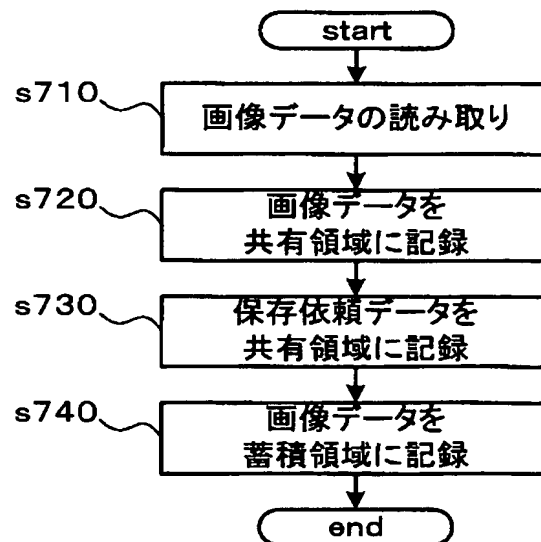 start
s710
画像データの読み取り
s720
画像データを
共有領域に記録
s730
保存依頼データを
共有領域に記録
s740
画像データを
蓄積領域に記録
end